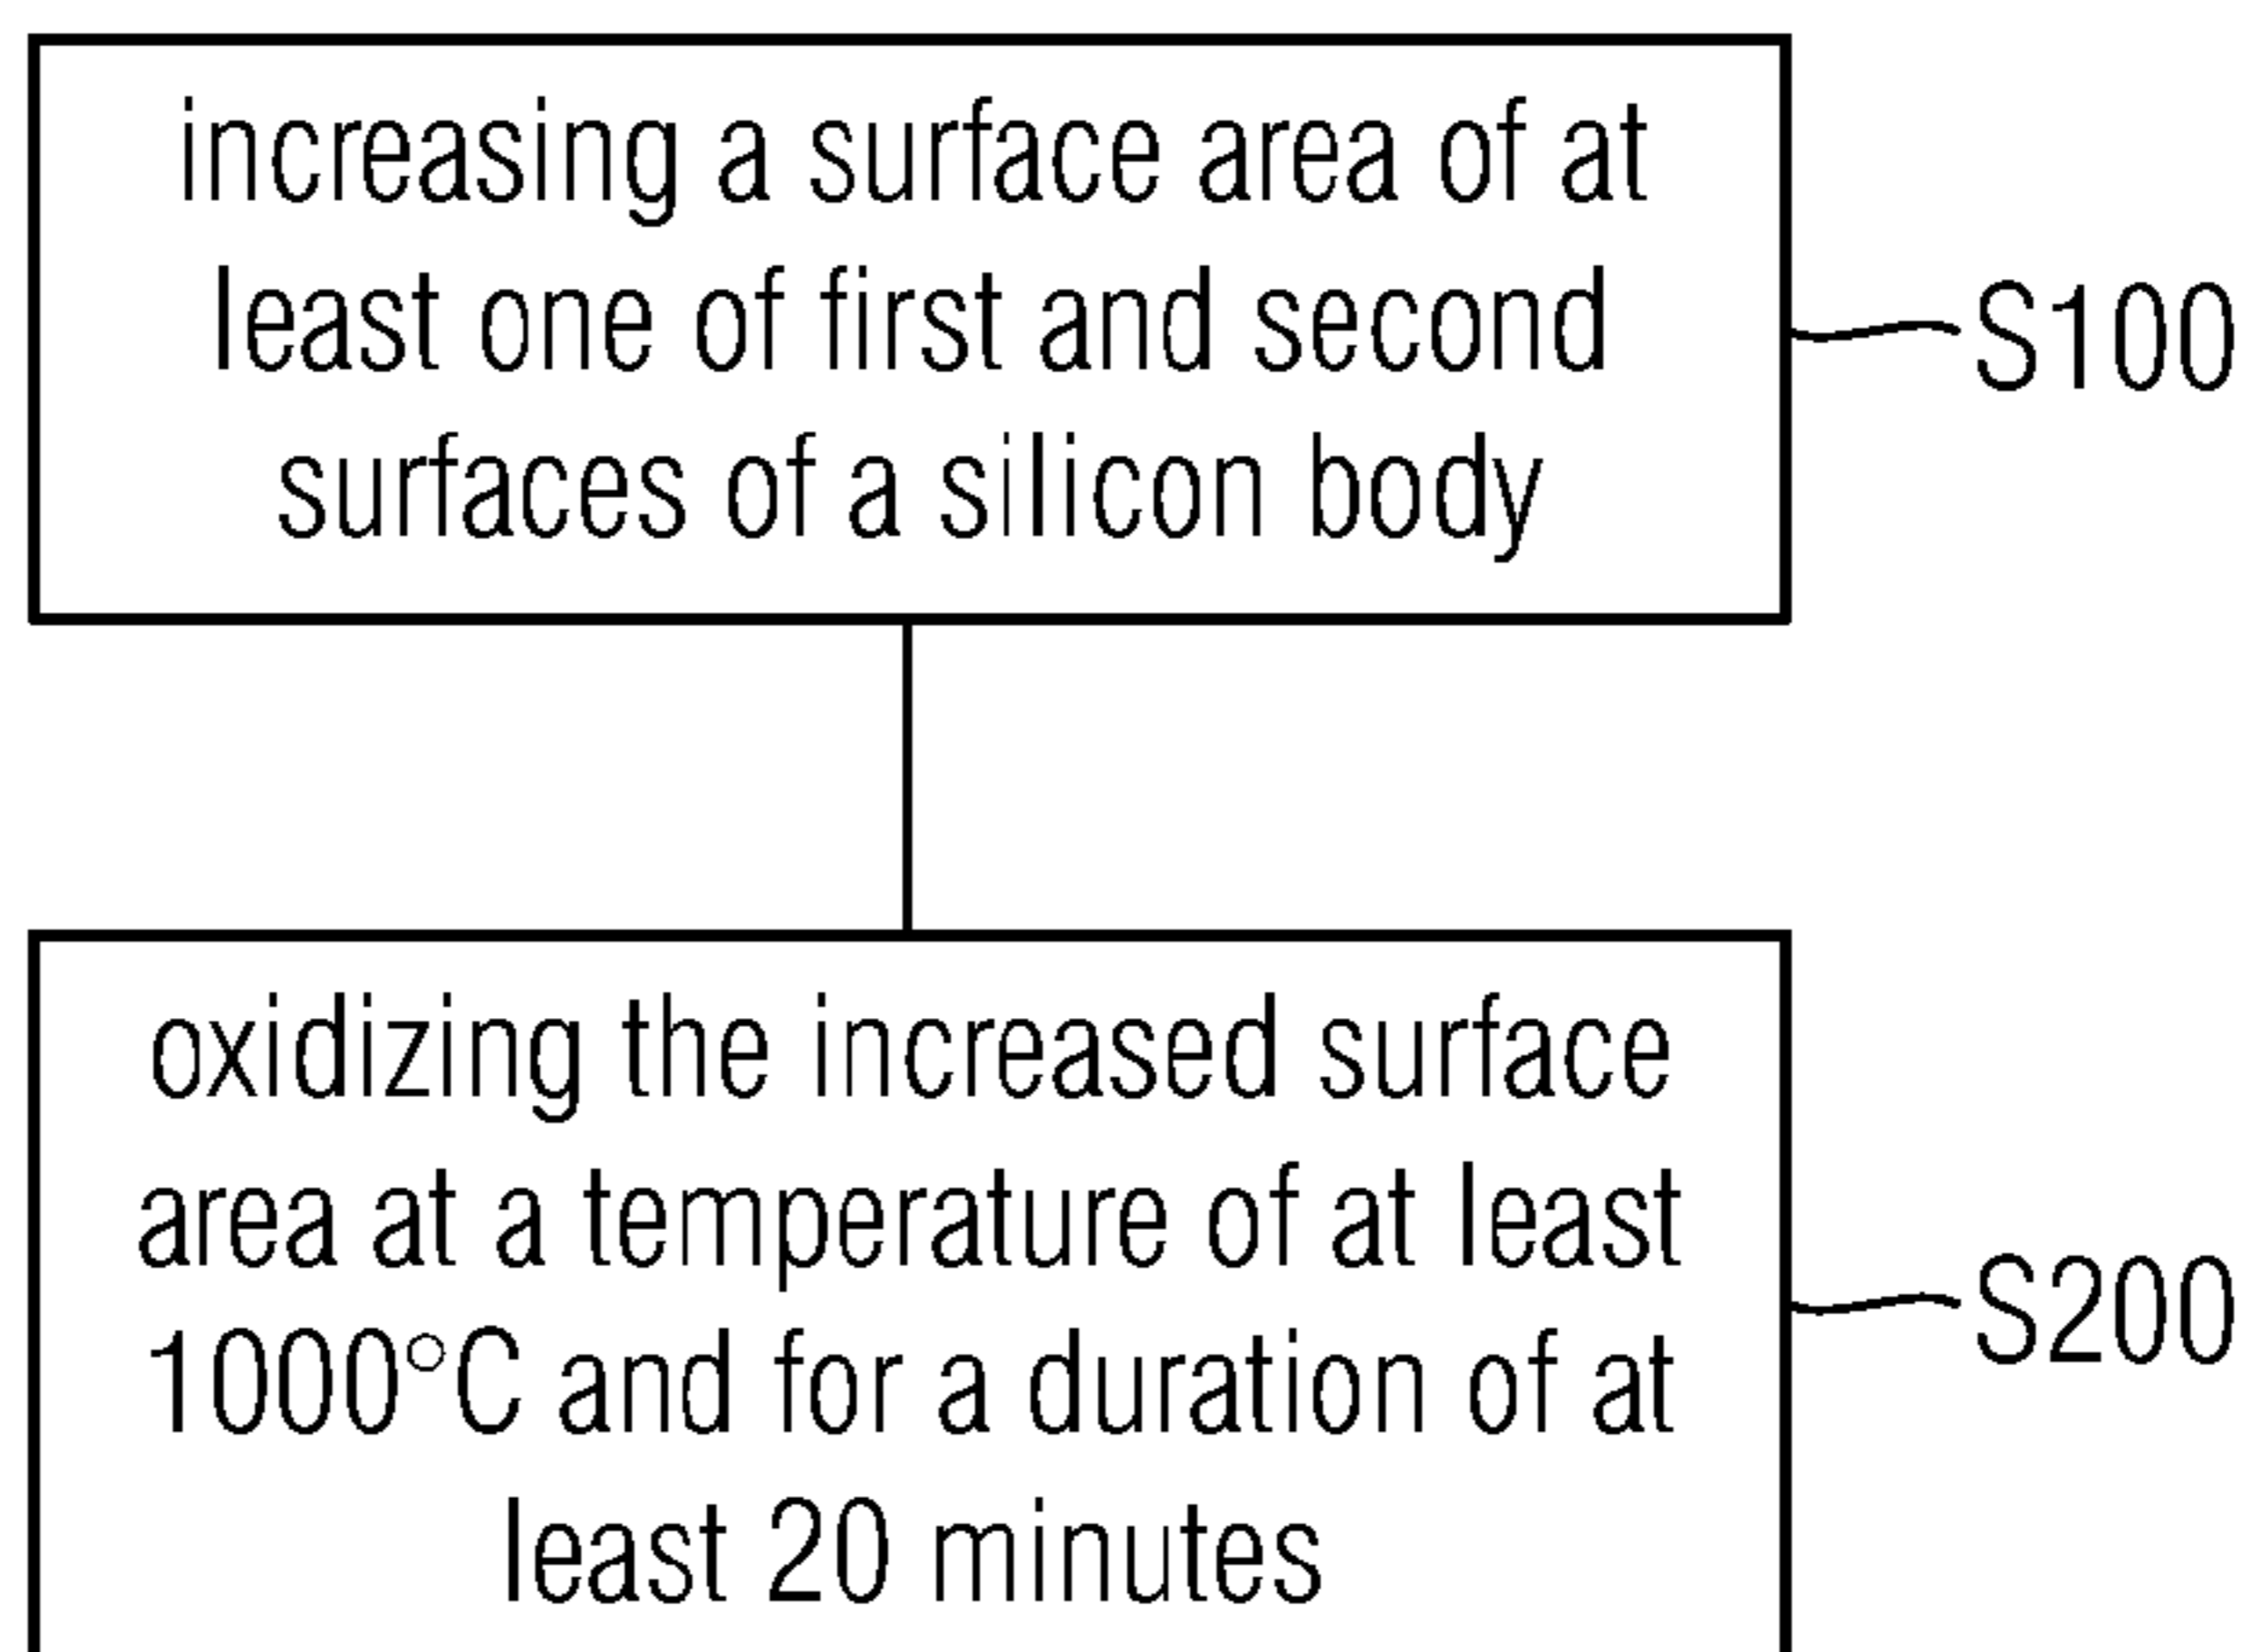 increasing a surface area of at
least one of first and second
surfaces of a silicon body
S100
oxidizing the increased surface
area at a temperature of at least
1000°C and for a duration of at
least 20 minutes
S200